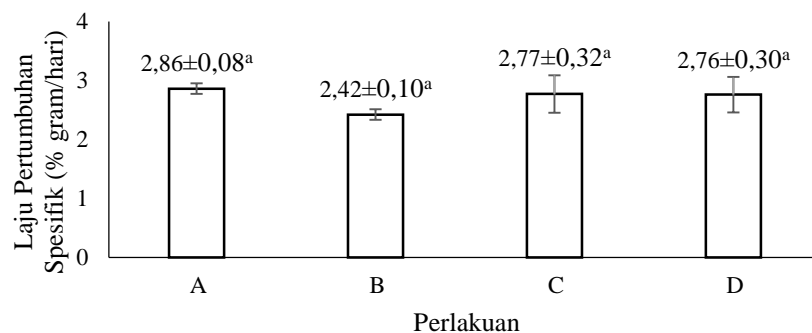 Laju Pertumbuhan
Spesifik (% gram/hari)
4
3
2
1
0
2,86±0,08ᵃ
2,42±0,10ᵃ
2,77±0,32ᵃ
2,76±0,30ᵃ
A B C D
Perlakuan